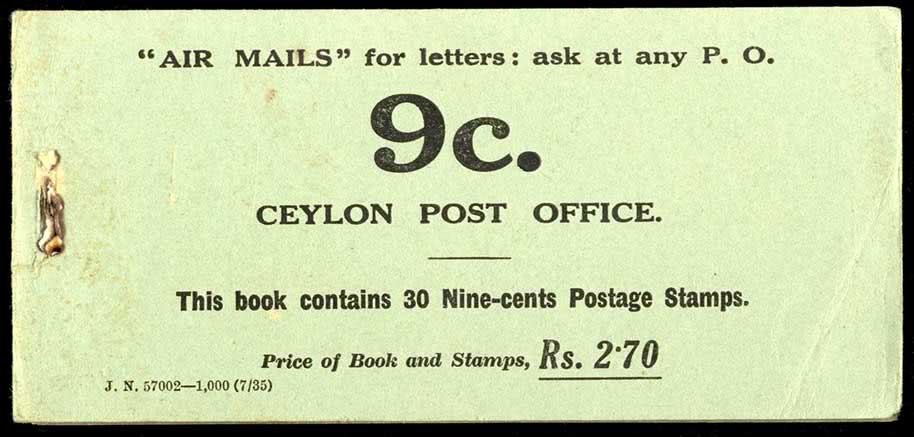 "AIR MAILS" for letters: ask at any P. O.
9c.
CEYLON POST OFFICE.
This book contains 30 Nine-cents Postage Stamps.
Price of Book and Stamps, Rs. 2·70
J. N. 57002—1,000 (7/35)